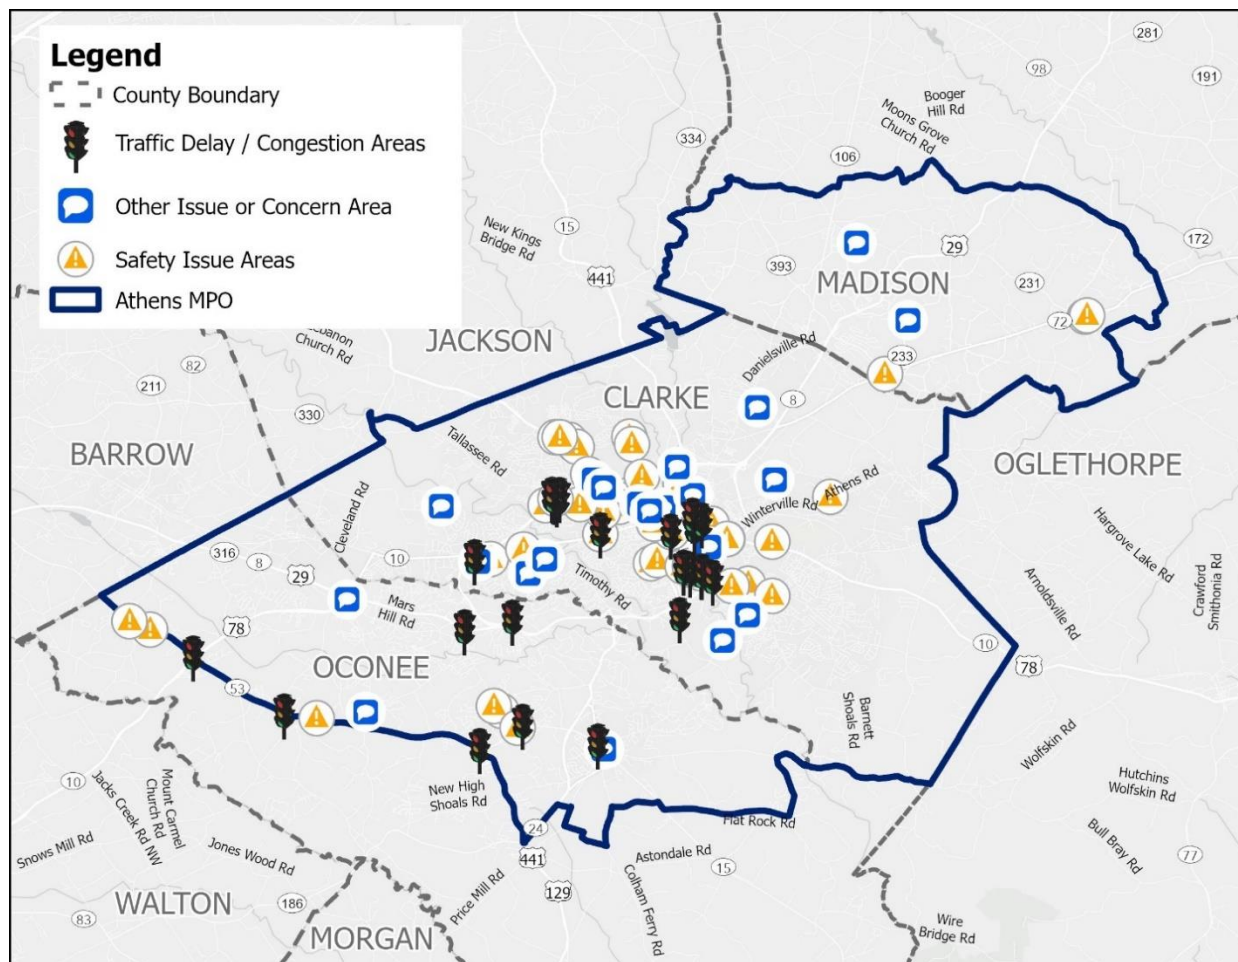 Legend
County Boundary
Traffic Delay / Congestion Areas
Other Issue or Concern Area
Safety Issue Areas
Athens MPO
281
98
191
Booger
Hill Rd
Moons Grove
Church Rd
334
106
15
New Kings
Bridge Rd
441
172
29
393
MADISON
231
72
Church Rd
82
JACKSON
Danielsville Rd
233
211
330
CLARKE
8
BARROW
Tallassee Rd
OGLETHORPE
Athens Rd
Winterville Rd
Cleveland Rd
316
8
29
10
Hargrove Lake Rd
Crawford
Smithonia Rd
Arnoldsville Rd
Timothy Rd
Mars
Hill Rd
78
10
78
OCONEE
53
Barnett
Shoals Rd
Wolfskin Rd
Hutchins
Wolfskin Rd
Bull Bray Rd
77
10
Mount Carmel
Church Rd
Jacks Creek Rd NW
New High
Shoals Rd
Flat Rock Rd
24
Snows Mill Rd
Jones Wood Rd
441
Astondale Rd
15
129
Price Mill Rd
Colham Ferry Rd
WALTON
186
83
MORGAN
Wire
Bridge Rd